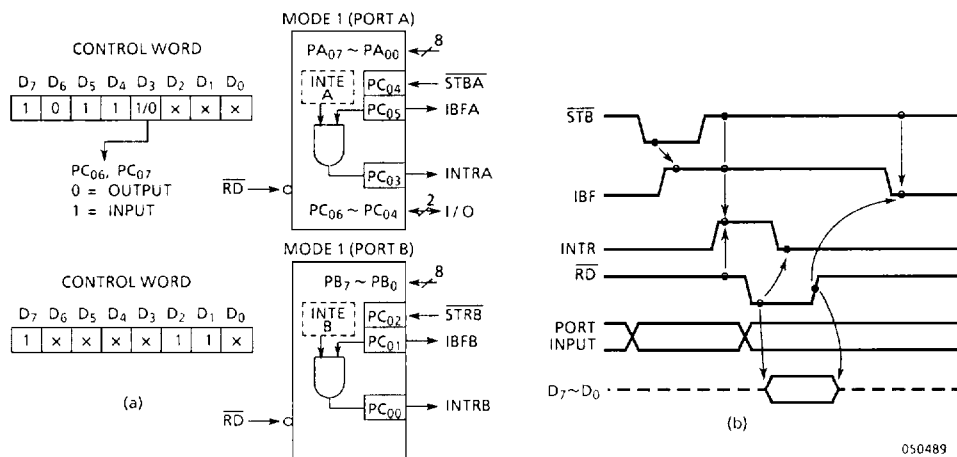 MODE 1 (PORT A)
CONTROL WORD
D7 D6 D5 D4 D3 D2 D1 D0
1 0 1 1 1/0 × × ×
PC06, PC07
0 = OUTPUT
1 = INPUT
PA07 ~ PA00
8
INTE
A
PC04
STBA
PC05
IBFA
PC03
INTRA
RD
PC06 ~ PC04
2
I/O
MODE 1 (PORT B)
CONTROL WORD
D7 D6 D5 D4 D3 D2 D1 D0
1 × × × × 1 1 ×
(a)
PB7 ~ PB0
8
INTE
B
PC02
STRB
PC01
IBFB
PC00
INTRB
RD
STB
IBF
INTR
RD
PORT
INPUT
D7~D0
(b)
050489